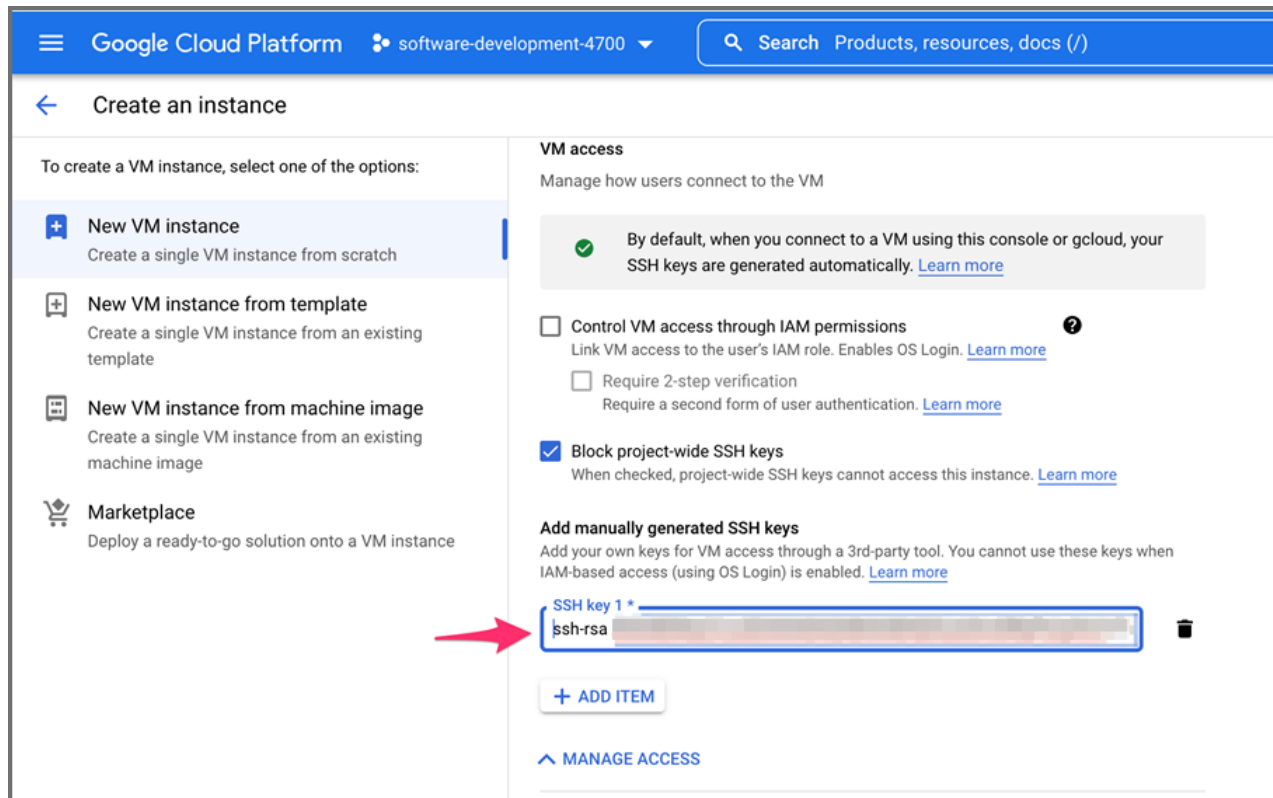 Google Cloud Platform
software-development-4700
Search Products, resources, docs (/)
Create an instance
To create a VM instance, select one of the options:
New VM instance
Create a single VM instance from scratch
New VM instance from template
Create a single VM instance from an existing
template
New VM instance from machine image
Create a single VM instance from an existing
machine image
Marketplace
Deploy a ready-to-go solution onto a VM instance
VM access
Manage how users connect to the VM
By default, when you connect to a VM using this console or gcloud, your
SSH keys are generated automatically. Learn more
Control VM access through IAM permissions
Link VM access to the user's IAM role. Enables OS Login. Learn more
Require 2-step verification
Require a second form of user authentication. Learn more
Block project-wide SSH keys
When checked, project-wide SSH keys cannot access this instance. Learn more
Add manually generated SSH keys
Add your own keys for VM access through a 3rd-party tool. You cannot use these keys when
IAM-based access (using OS Login) is enabled. Learn more
SSH key 1 *
ssh-rsa
+ ADD ITEM
MANAGE ACCESS